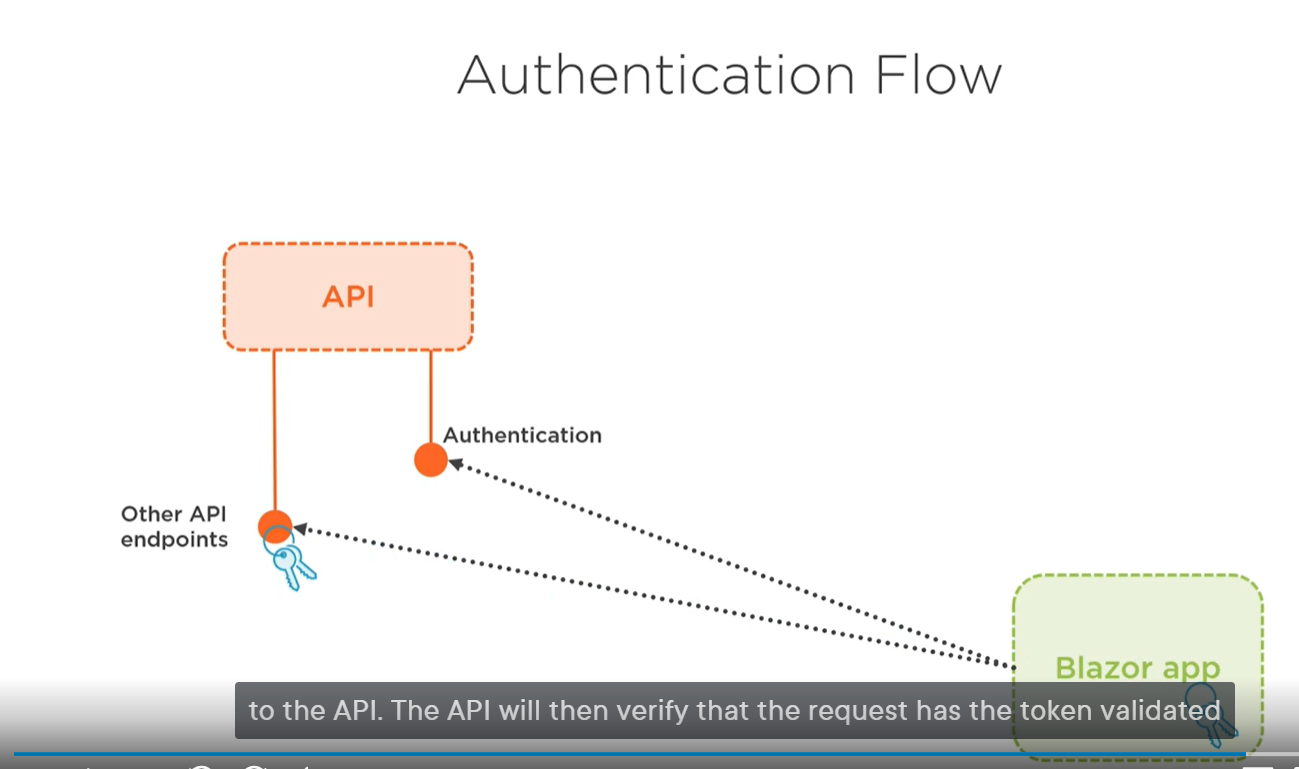 Authentication Flow
API
Authentication
Other API
endpoints
Blazor app
to the API. The API will then verify that the request has the token validated